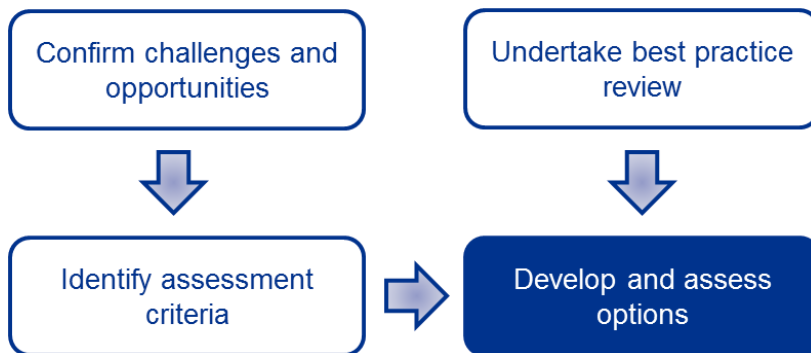 Confirm challenges and
opportunities
Undertake best practice
review
Identify assessment
criteria
Develop and assess
options